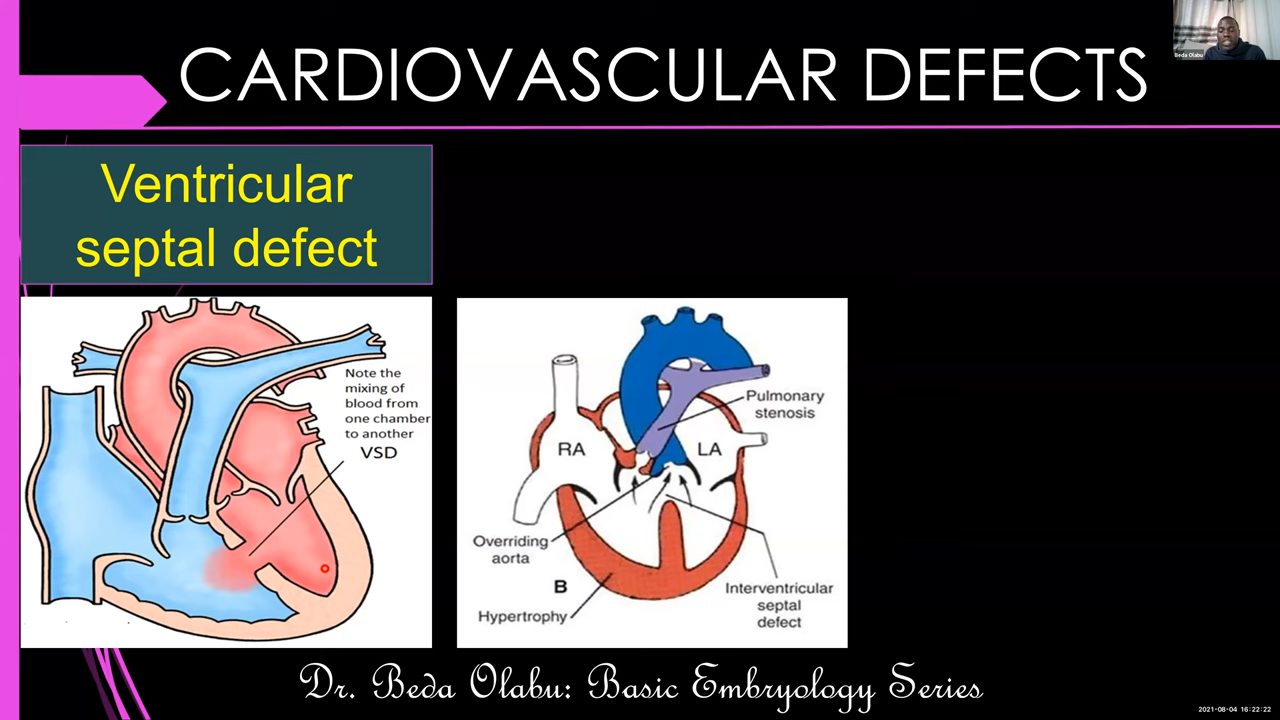 CARDIOVASCULAR DEFECTS
Beda Olabu
Ventricular
septal defect
Note the
mixing of
blood from
one chamber
to another
VSD
Pulmonary
stenosis
RA
LA
Overriding
aorta
B
Hypertrophy
Interventricular
septal
defect
Dr. Beda Olabu: Basic Embryology Series
2021-08-04 16:22:22